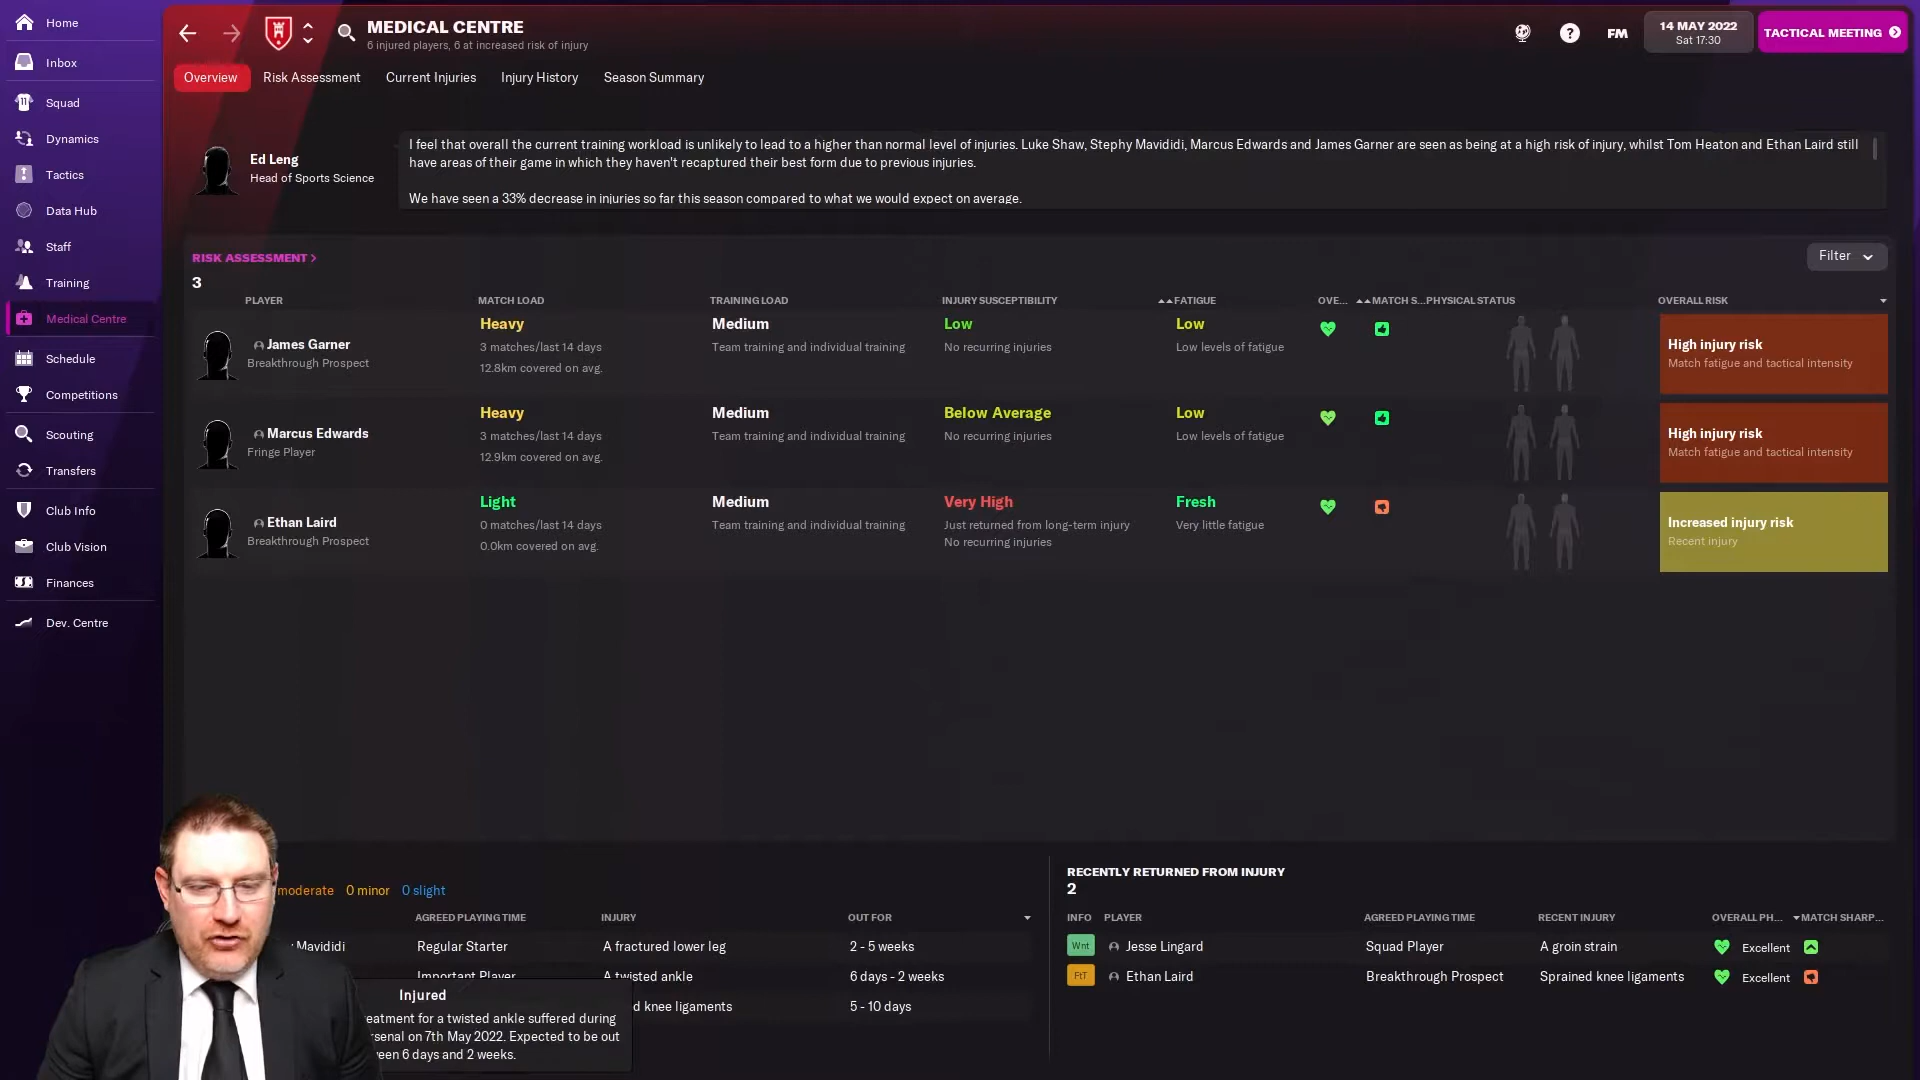 Home
Inbox
Squad
Dynamics
Tactics
Data Hub
Staff
Training
Medical Centre
Schedule
Competitions
Scouting
Transfers
Club Info
Club Vision
Finances
Dev. Centre
MEDICAL CENTRE
6 injured players, 6 at increased risk of injury
FM
14 MAY 2022
Sat 17:30
TACTICAL MEETING
Overview Risk Assessment Current Injuries Injury History Season Summary
Ed Leng
Head of Sports Science
I feel that overall the current training workload is unlikely to lead to a higher than normal level of injuries. Luke Shaw, Stephy Mavididi, Marcus Edwards and James Garner are seen as being at a high risk of injury, whilst Tom Heaton and Ethan Laird still
have areas of their game in which they haven't recaptured their best form due to previous injuries.
We have seen a 33% decrease in injuries so far this season compared to what we would expect on average.
RISK ASSESSMENT >
3
Filter
PLAYER MATCH LOAD TRAINING LOAD INJURY SUSCEPTIBILITY FATIGUE OVE... MATCH S... PHYSICAL STATUS OVERALL RISK
James Garner
Breakthrough Prospect
Heavy
3 matches/last 14 days
12.8km covered on avg.
Medium
Team training and individual training
Low
No recurring injuries
Low
Low levels of fatigue
High injury risk
Match fatigue and tactical intensity
Marcus Edwards
Fringe Player
Heavy
3 matches/last 14 days
12.9km covered on avg.
Medium
Team training and individual training
Below Average
No recurring injuries
Low
Low levels of fatigue
High injury risk
Match fatigue and tactical intensity
Ethan Laird
Breakthrough Prospect
Light
0 matches/last 14 days
0.0km covered on avg.
Medium
Team training and individual training
Very High
Just returned from long-term injury
No recurring injuries
Fresh
Very little fatigue
Increased injury risk
Recent injury
moderate 0 minor 0 slight
AGREED PLAYING TIME INJURY OUT FOR
Mavididi Regular Starter A fractured lower leg 2 - 5 weeks
Important Player A twisted ankle 6 days - 2 weeks
knee ligaments 5 - 10 days
Injured
for a twisted ankle suffered during
on 7th May 2022. Expected to be out
6 days and 2 weeks.
RECENTLY RETURNED FROM INJURY
2
INFO PLAYER AGREED PLAYING TIME RECENT INJURY OVERALL PH... MATCH SHARP...
Wnt Jesse Lingard Squad Player A groin strain Excellent
FtT Ethan Laird Breakthrough Prospect Sprained knee ligaments Excellent